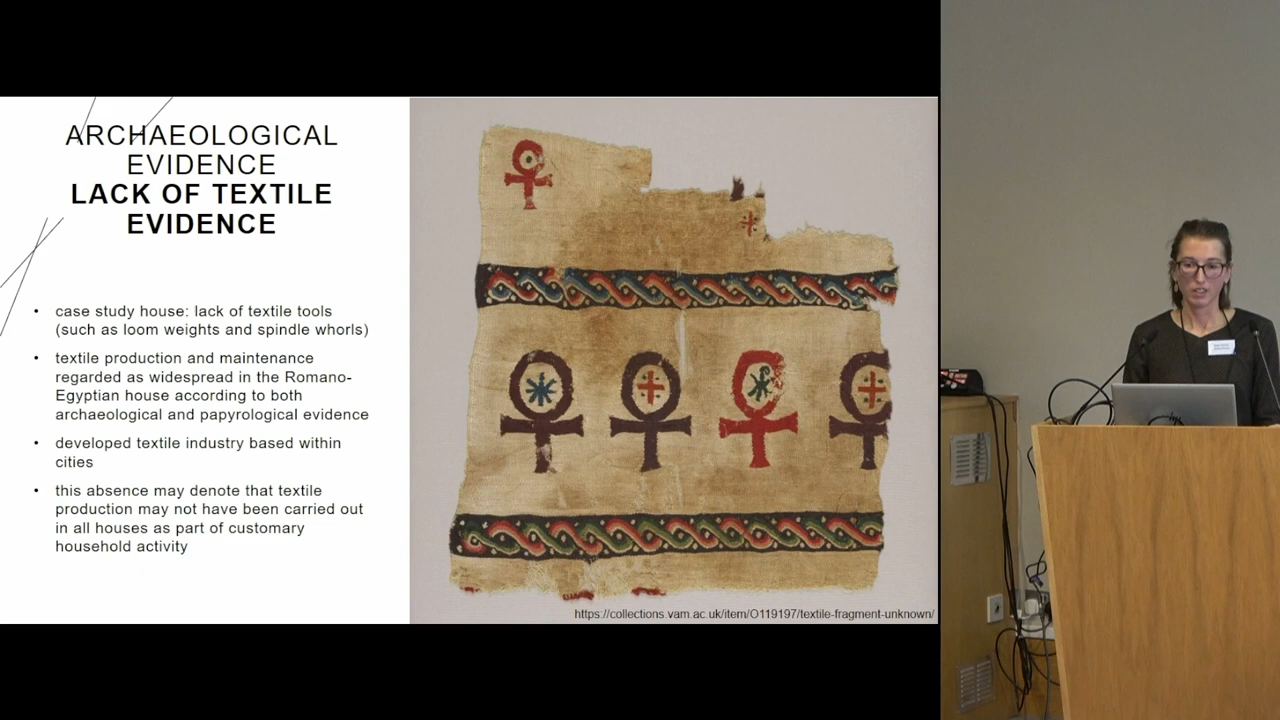 ARCHAEOLOGICAL
EVIDENCE
LACK OF TEXTILE
EVIDENCE
• case study house: lack of textile tools
(such as loom weights and spindle whorls)
• textile production and maintenance
regarded as widespread in the Romano-
Egyptian house according to both
archaeological and papyrological evidence
• developed textile industry based within
cities
• this absence may denote that textile
production may not have been carried out
in all houses as part of customary
household activity
https://collections.vam.ac.uk/item/O119197/textile-fragment-unknown/